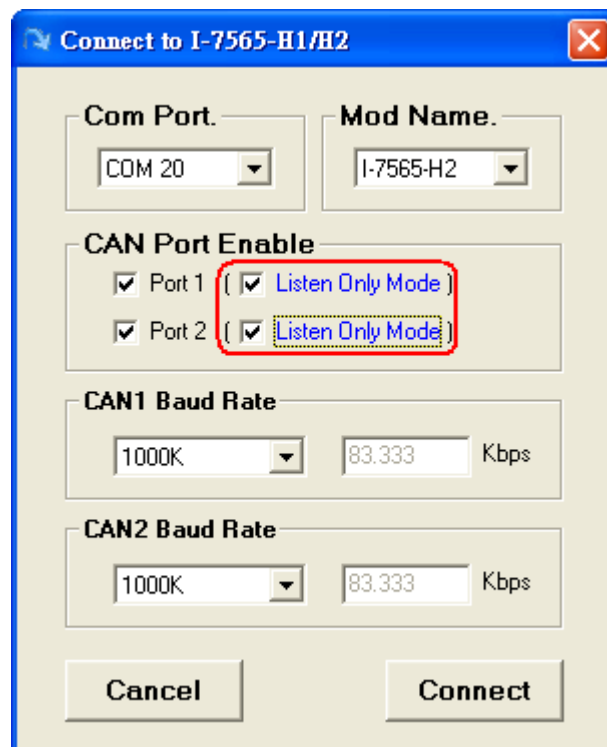 Connect to I-7565-H1/H2
Com Port. Mod Name.
COM 20 I-7565-H2
CAN Port Enable
Port 1 ( Listen Only Mode )
Port 2 ( Listen Only Mode )
CAN1 Baud Rate
1000K 83.333 Kbps
CAN2 Baud Rate
1000K 83.333 Kbps
Cancel Connect